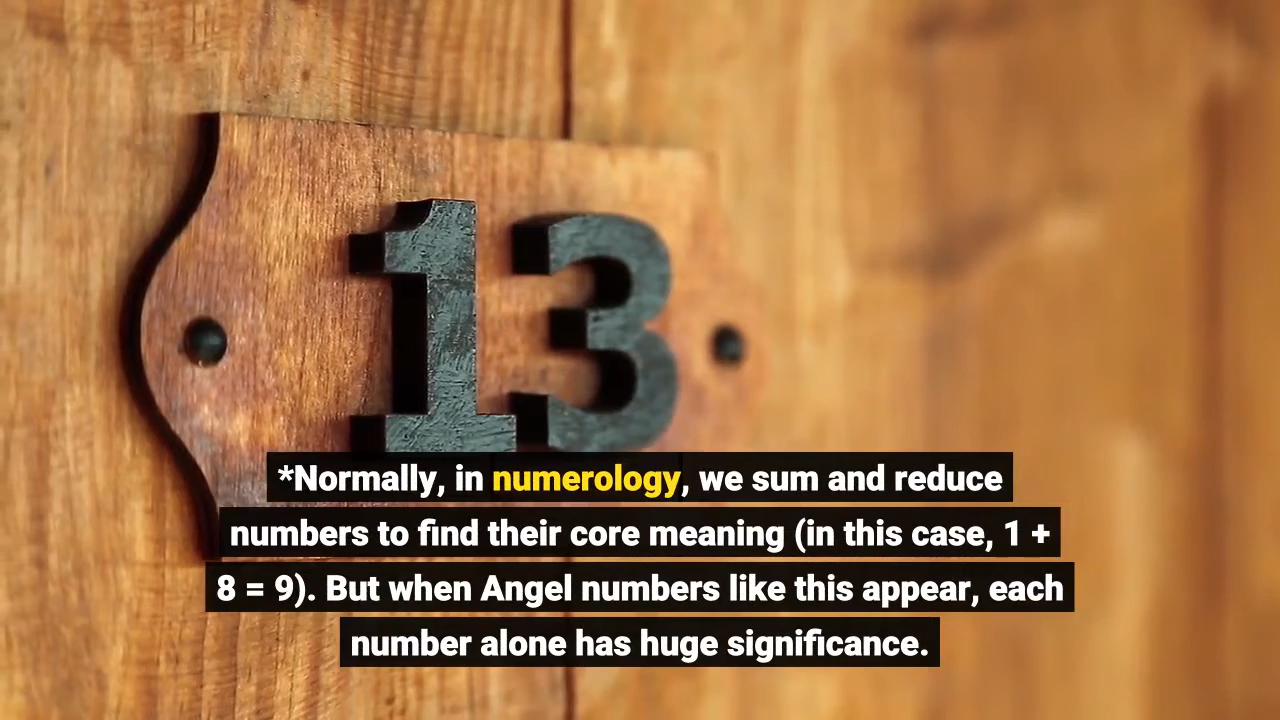 13
*Normally, in numerology, we sum and reduce
numbers to find their core meaning (in this case, 1 +
8 = 9). But when Angel numbers like this appear, each
number alone has huge significance.